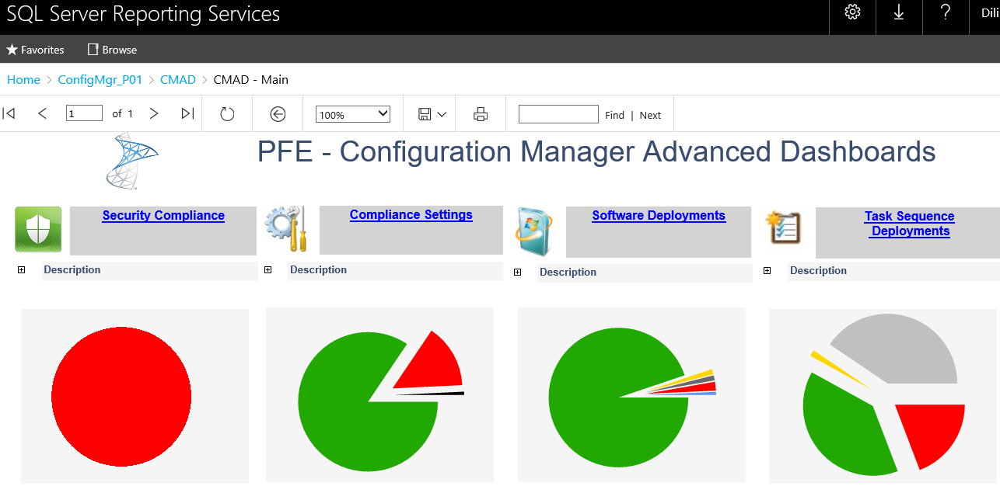 SQL Server Reporting Services
? Dili
Favorites Browse
Home > ConfigMgr_P01 > CMAD > CMAD - Main
1 of 1 100% Find | Next
PFE - Configuration Manager Advanced Dashboards
Security Compliance
Compliance Settings
Software Deployments
Task Sequence
Deployments
Description
Description
Description
Description